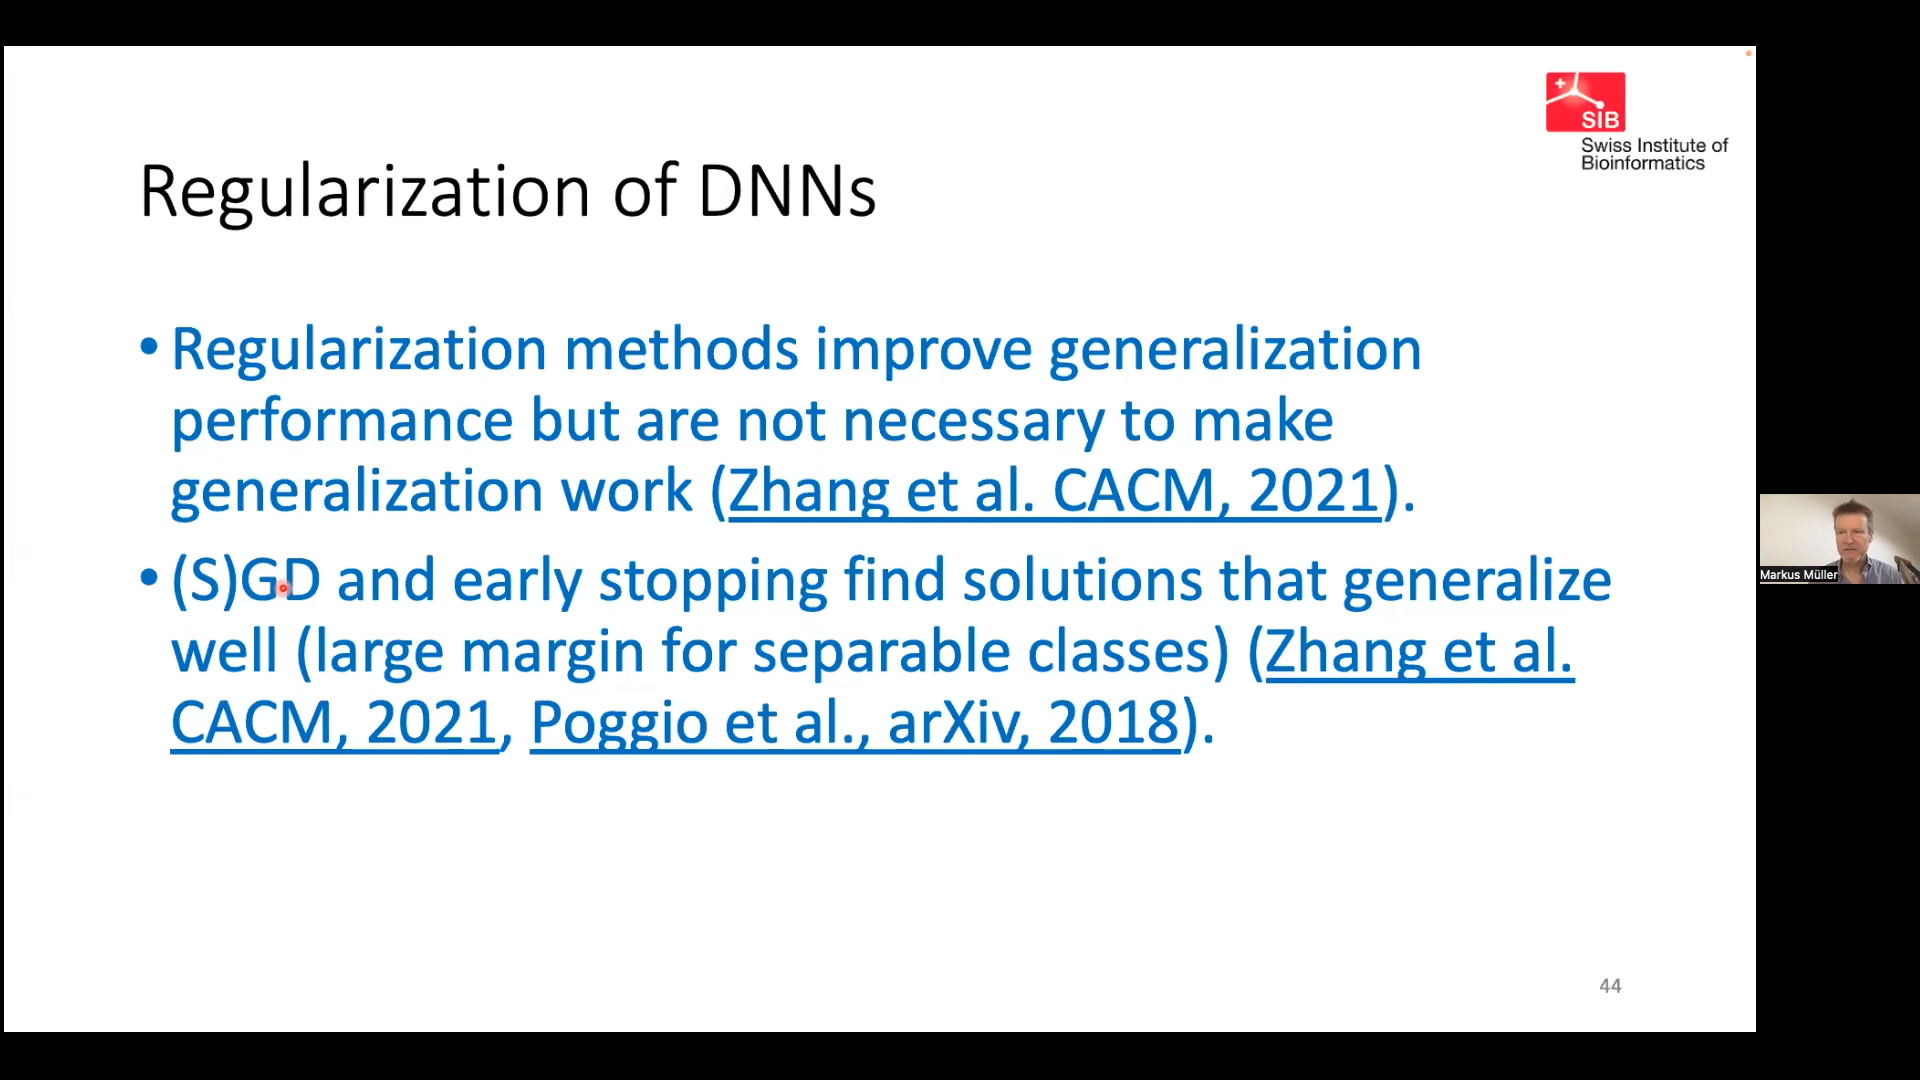 SIB
Swiss Institute of
Bioinformatics
Regularization of DNNs
• Regularization methods improve generalization
performance but are not necessary to make
generalization work (Zhang et al. CACM, 2021).
• (S)GD and early stopping find solutions that generalize
well (large margin for separable classes) (Zhang et al.
CACM, 2021, Poggio et al., arXiv, 2018).
Markus Müller
44